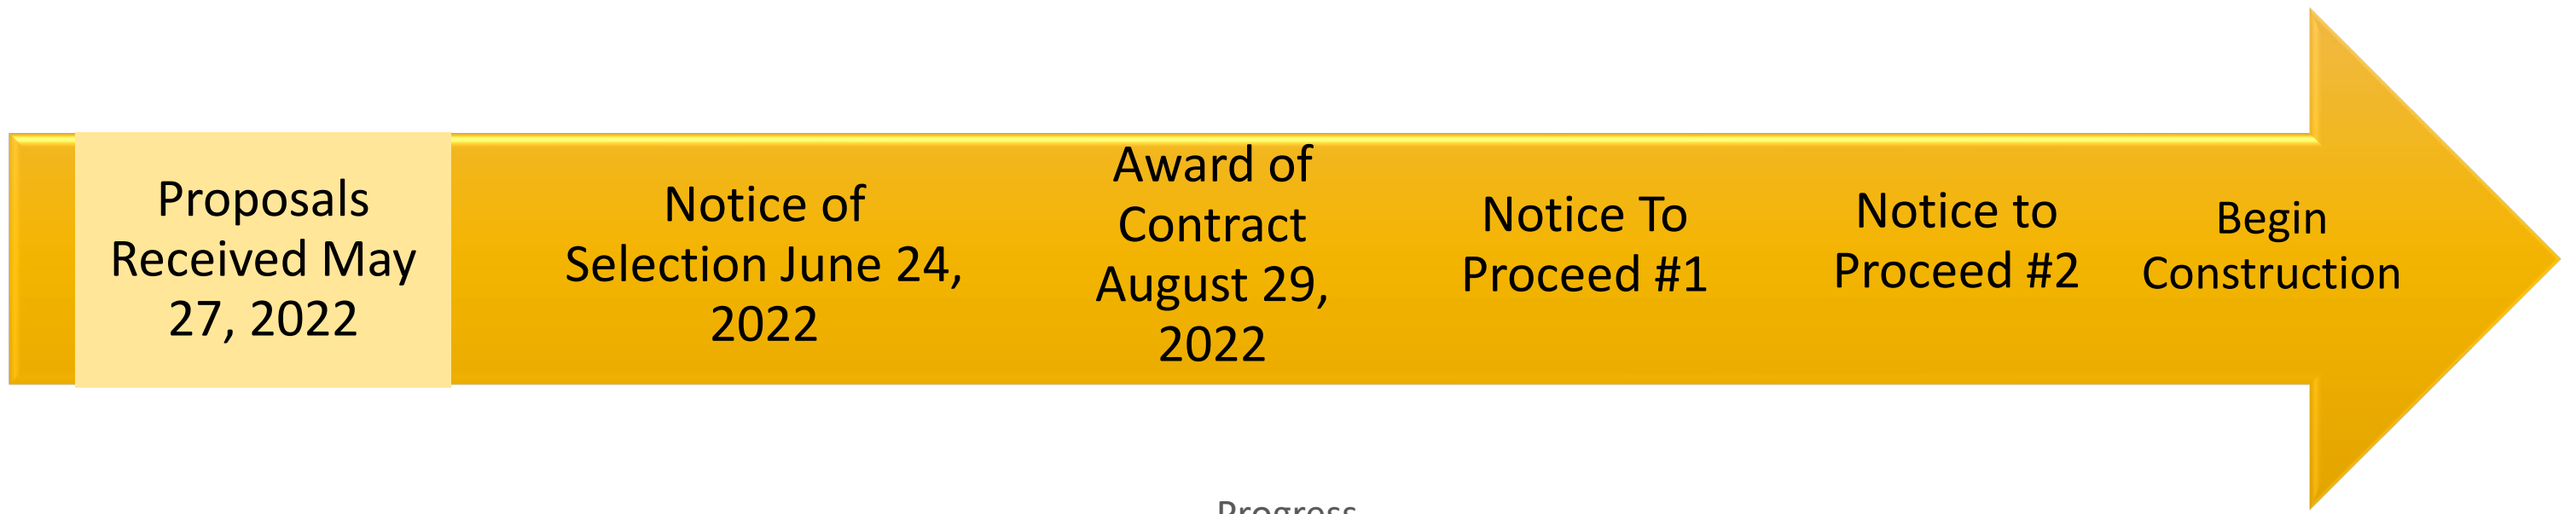 Proposals
Received May
27, 2022
Notice of
Selection June 24,
2022
Award of
Contract
August 29,
2022
Notice To
Proceed #1
Notice to
Proceed #2
Begin
Construction
Progress